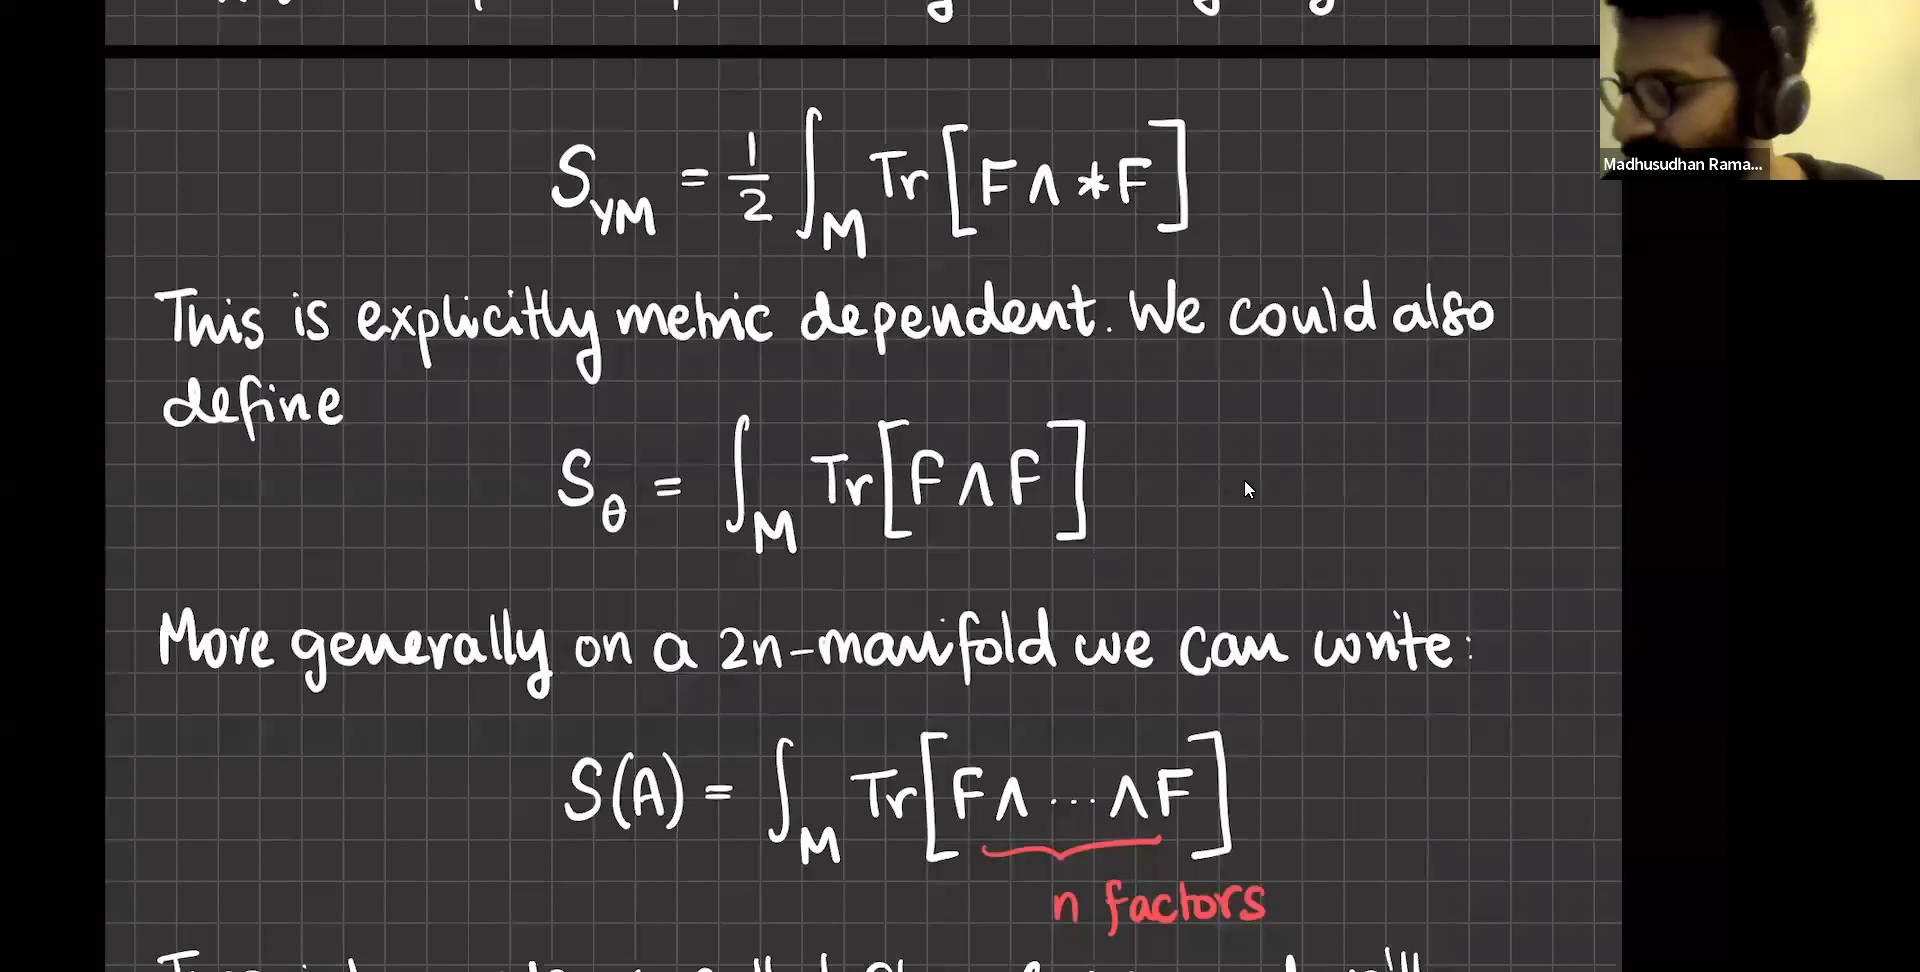 Madhusudhan Rama...
S_YM = 1/2 ∫_M Tr[F∧*F]
This is explicitly metric dependent. We could also
define
S_θ = ∫_M Tr[F∧F]
More generally on a 2n-manifold we can write:
S(A) = ∫_M Tr[F∧···∧F]
n factors